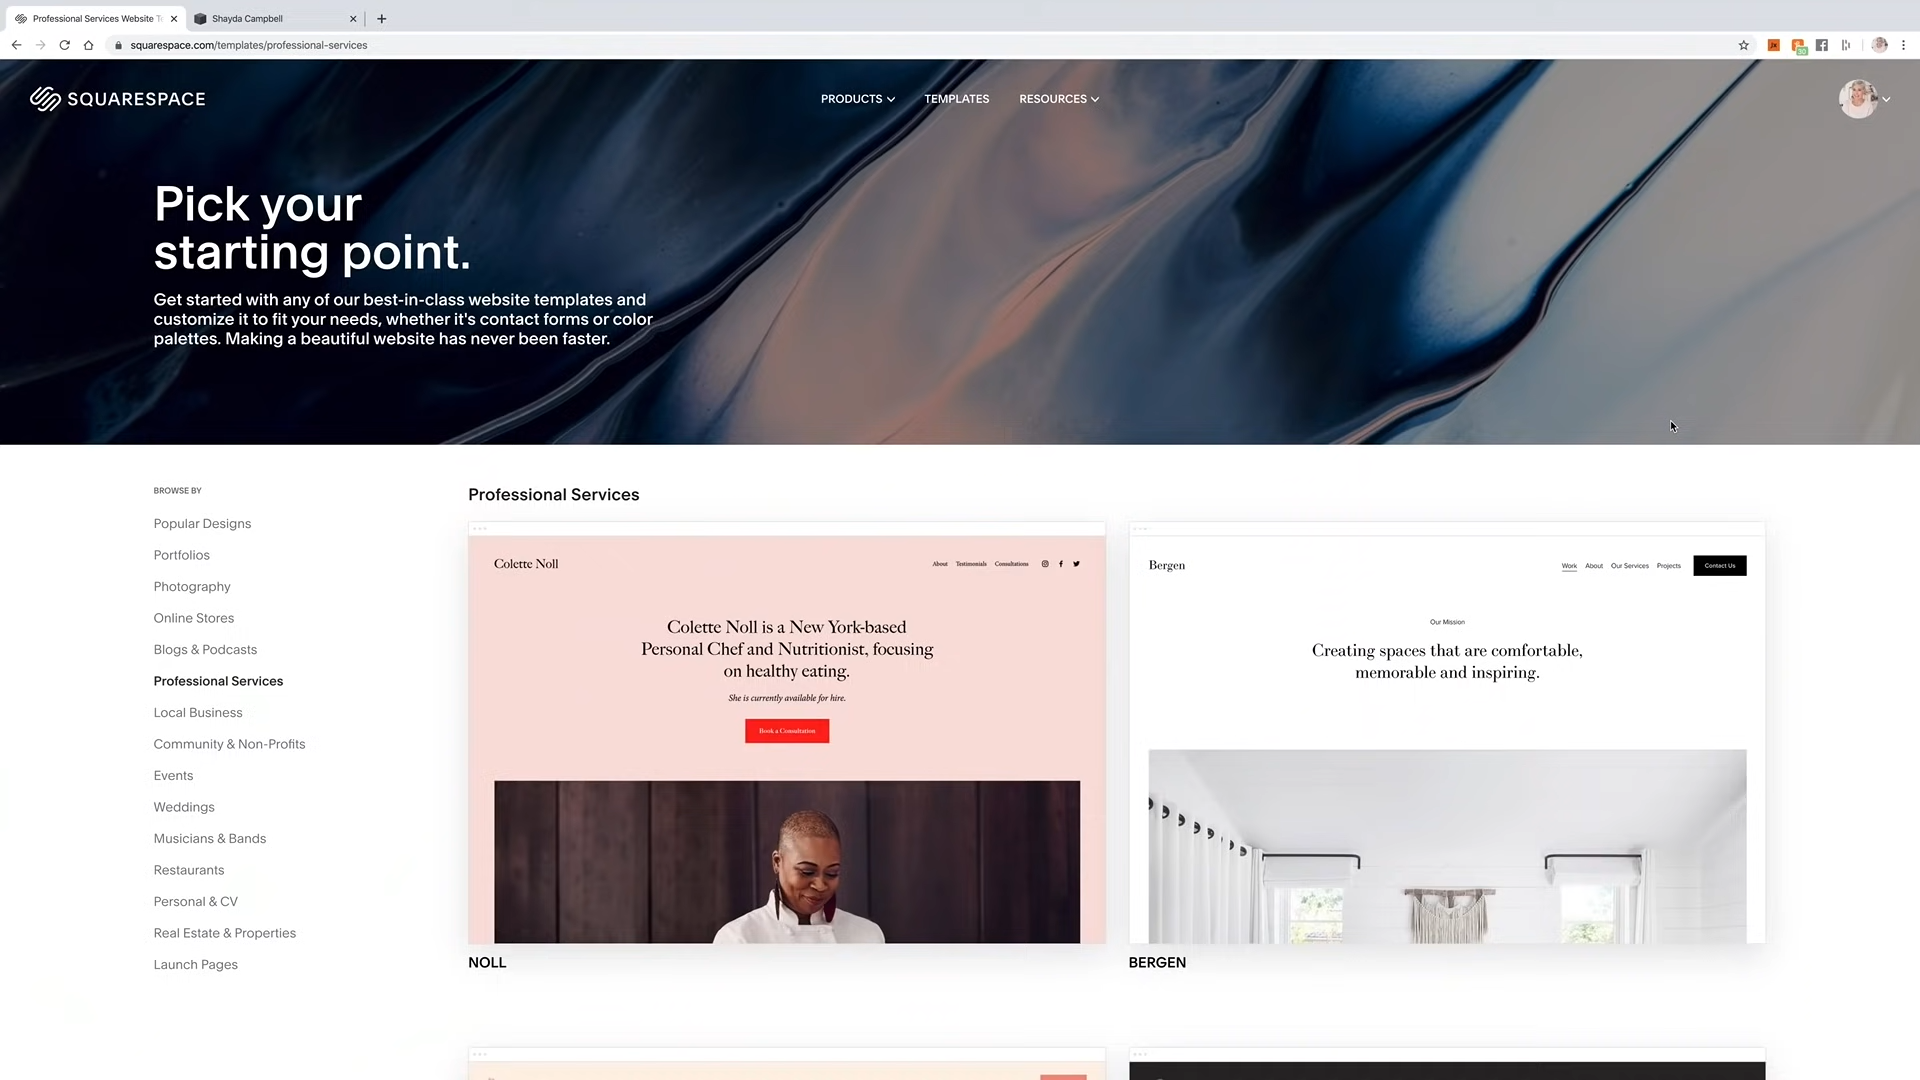 Professional Services Website T
Shayda Campbell
squarespace.com/templates/professional-services
SQUARESPACE
PRODUCTS
TEMPLATES
RESOURCES
Pick your
starting point.
Get started with any of our best-in-class website templates and
customize it to fit your needs, whether it's contact forms or color
palettes. Making a beautiful website has never been faster.
BROWSE BY
Popular Designs
Portfolios
Photography
Online Stores
Blogs & Podcasts
Professional Services
Local Business
Community & Non-Profits
Events
Weddings
Musicians & Bands
Restaurants
Personal & CV
Real Estate & Properties
Launch Pages
Professional Services
Colette Noll
About Testimonials Consultations
Colette Noll is a New York-based
Personal Chef and Nutritionist, focusing
on healthy eating.
She is currently available for hire.
Book a Consultation
NOLL
Bergen
Work About Our Services Projects Contact Us
Our Mission
Creating spaces that are comfortable,
memorable and inspiring.
BERGEN